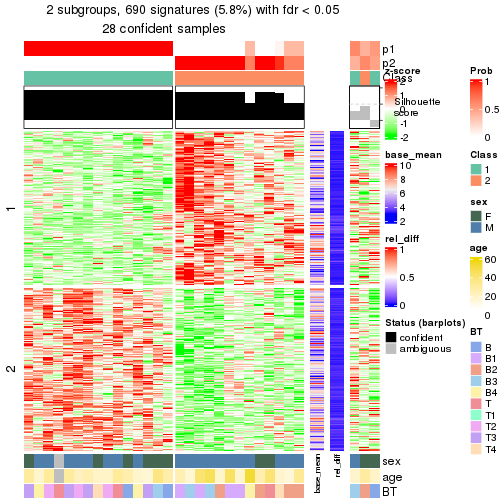 2 subgroups, 690 signatures (5.8%) with fdr < 0.05
28 confident samples
p1
p2
Class
z-score
2
1
0
-1
-2
Silhouette
score
1
2
base_mean
10
8
6
4
2
rel_diff
1
0.5
0
Status (barplots)
confident
ambiguous
Prob
1
0.5
0
Class
1
2
sex
F
M
age
60
40
20
0
BT
B
B1
B2
B3
B4
T
T1
T2
T3
T4
sex
age
BT
base_mean
rel_diff